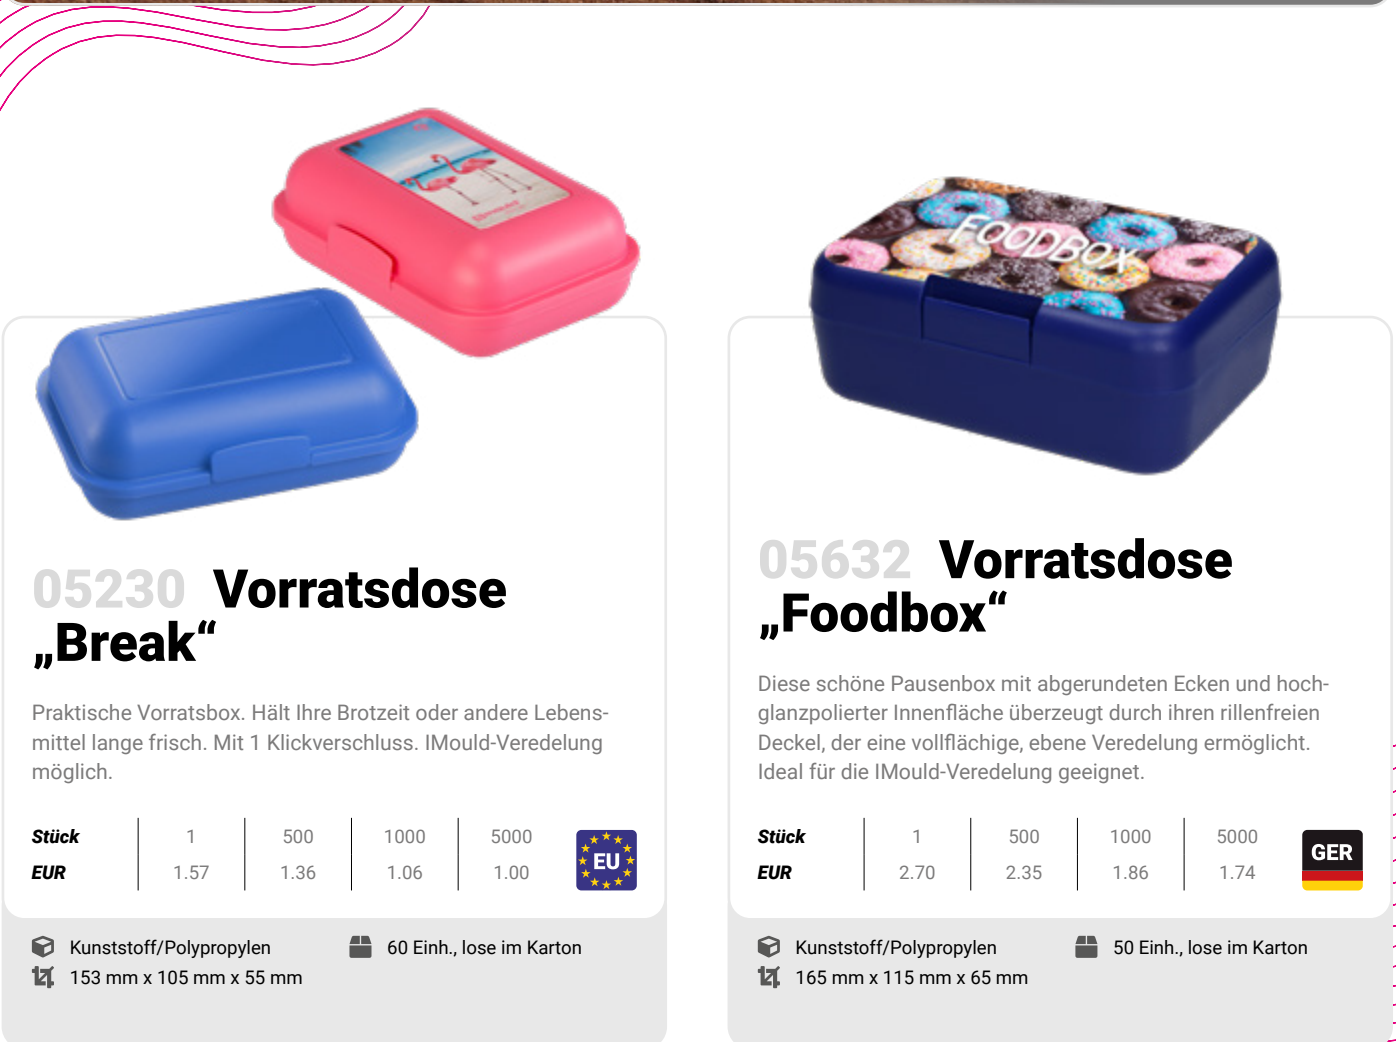 FOODBOX
05230 Vorratsdose
„Break“
Praktische Vorratsbox. Hält Ihre Brotzeit oder andere Lebens-
mittel lange frisch. Mit 1 Klickverschluss. IMould-Veredelung
möglich.
Stück 1 500 1000 5000
EUR 1.57 1.36 1.06 1.00
EU
Kunststoff/Polypropylen 60 Einh., lose im Karton
153 mm x 105 mm x 55 mm
05632 Vorratsdose
„Foodbox“
Diese schöne Pausenbox mit abgerundeten Ecken und hoch-
glanzpolierter Innenfläche überzeugt durch ihren rillenfreien
Deckel, der eine vollflächige, ebene Veredelung ermöglicht.
Ideal für die IMould-Veredelung geeignet.
Stück 1 500 1000 5000
EUR 2.70 2.35 1.86 1.74
GER
Kunststoff/Polypropylen 50 Einh., lose im Karton
165 mm x 115 mm x 65 mm